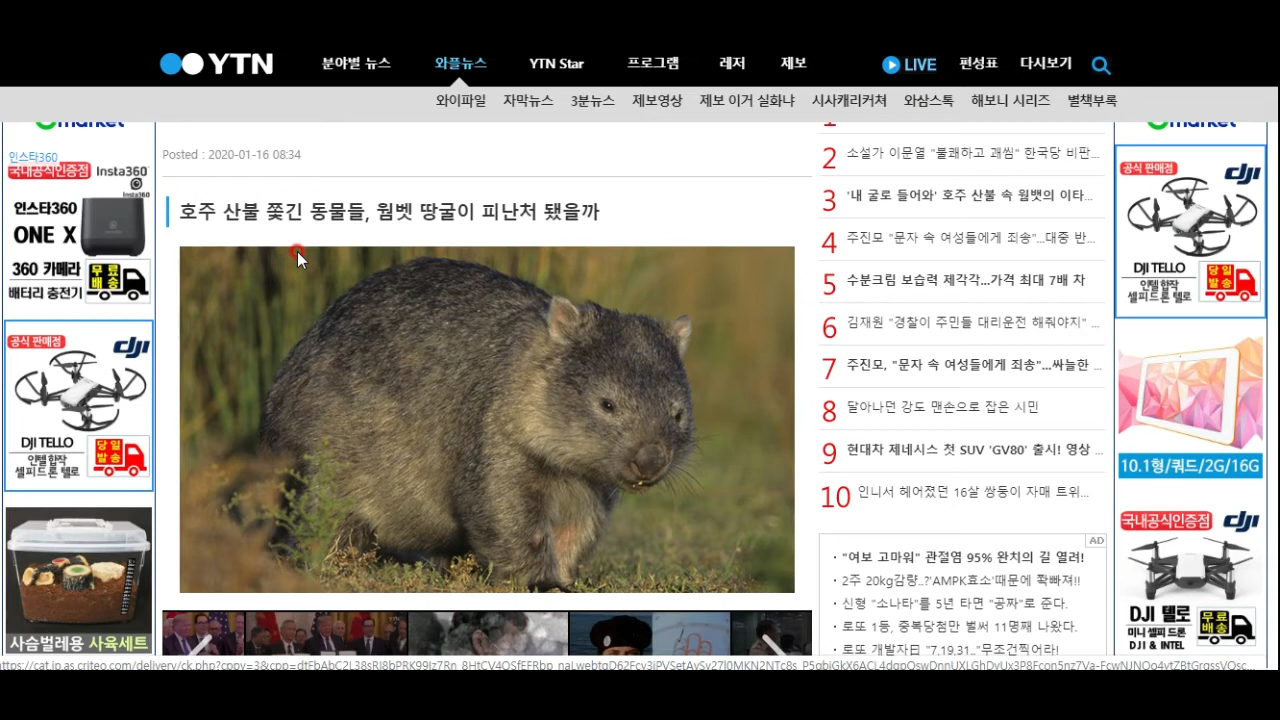 YTN
분야별 뉴스
와플뉴스
YTN Star
프로그램
레저
제보
LIVE
편성표
다시보기
와이파일
자막뉴스
3분뉴스
제보영상
제보 이거 실화냐
시사캐리커쳐
와삼스톡
해보니 시리즈
별책부록
인스타360
국내공식인증점
Insta360
Insta360
인스타360
ONE X
360 카메라
배터리 충전기
무료
배송
공식 판매점
dji
DJI TELLO
인텔합작
셀피드론 텔로
당일
발송
사슴벌레용 사육세트
Posted : 2020-01-16 08:34
호주 산불 쫓긴 동물들, 웜벳 땅굴이 피난처 됐을까
1
2 소설가 이문열 "불쾌하고 괘씸" 한국당 비판...
3 '내 굴로 들어와' 호주 산불 속 웜뱃의 이타...
4 주진모 "문자 속 여성들에게 죄송"...대중 반...
5 수분크림 보습력 제각각...가격 최대 7배 차
6 김재원 "경찰이 주민들 대리운전 해줘야지" ...
7 주진모, "문자 속 여성들에게 죄송"...싸늘한 ...
8 달아나던 강도 맨손으로 잡은 시민
9 현대차 제네시스 첫 SUV 'GV80' 출시! 영상 ...
10 인니서 헤어졌던 16살 쌍둥이 자매 트위...
AD
· "여보 고마워" 관절염 95% 완치의 길 열려!
· 2주 20kg감량..?'AMPK효소'때문에 쫙빠져!!
· 신형 "소나타"를 5년 타면 "공짜"로 준다.
· 로또 1등, 중복당첨만 벌써 11명째 나왔다.
· 로또 개발자曰 "7,19,31.."무조건찍어라!
공식 판매점
dji
DJI TELLO
인텔합작
셀피드론 텔로
당일
발송
10.1형/쿼드/2G/16G
국내공식인증점
dji
DJI 텔로
미니 셀피 드론
DJI & INTEL
무료
배송